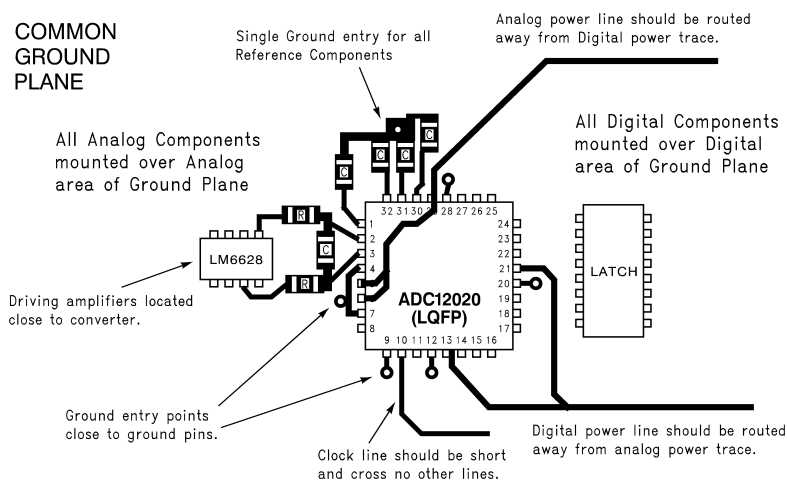 COMMON
GROUND
PLANE
Single Ground entry for all
Reference Components
Analog power line should be routed
away from Digital power trace.
All Analog Components
mounted over Analog
area of Ground Plane
All Digital Components
mounted over Digital
area of Ground Plane
C
C
C
C
32 31 30 28 27 26 25
1
2
3
4
7
8
24
23
22
21
20
19
18
17
9 10 11 12 13 14 15 16
R
C
R
LM6628
ADC12020
(LQFP)
LATCH
Driving amplifiers located
close to converter.
Ground entry points
close to ground pins.
Clock line should be short
and cross no other lines.
Digital power line should be routed
away from analog power trace.